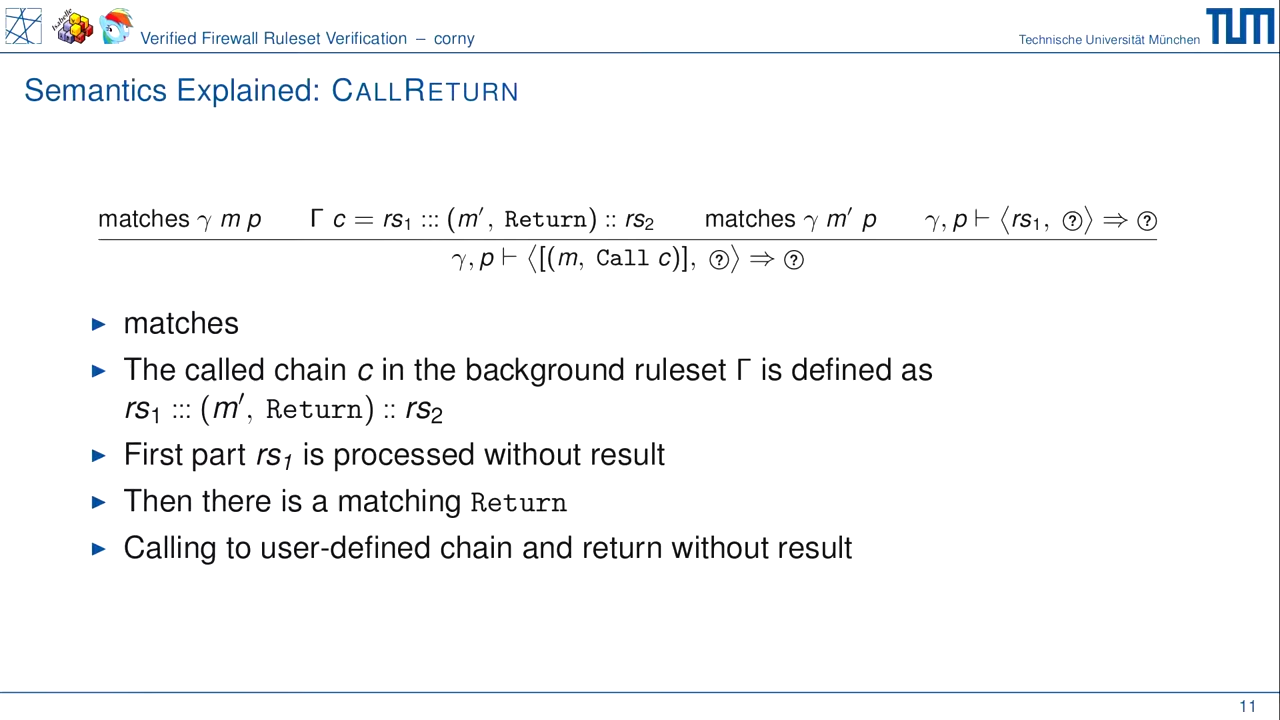 Isabelle
Verified Firewall Ruleset Verification – corny
Technische Universität München
TUM
Semantics Explained: CALLRETURN
matches γ m p Γ c = rs₁ ::: (m′, Return) :: rs₂ matches γ m′ p γ, p ⊢ ⟨rs₁, ?⟩ ⇒ ?
γ, p ⊢ ⟨[(m, Call c)], ?⟩ ⇒ ?
▶ matches
▶ The called chain c in the background ruleset Γ is defined as
rs₁ ::: (m′, Return) :: rs₂
▶ First part rs₁ is processed without result
▶ Then there is a matching Return
▶ Calling to user-defined chain and return without result
11